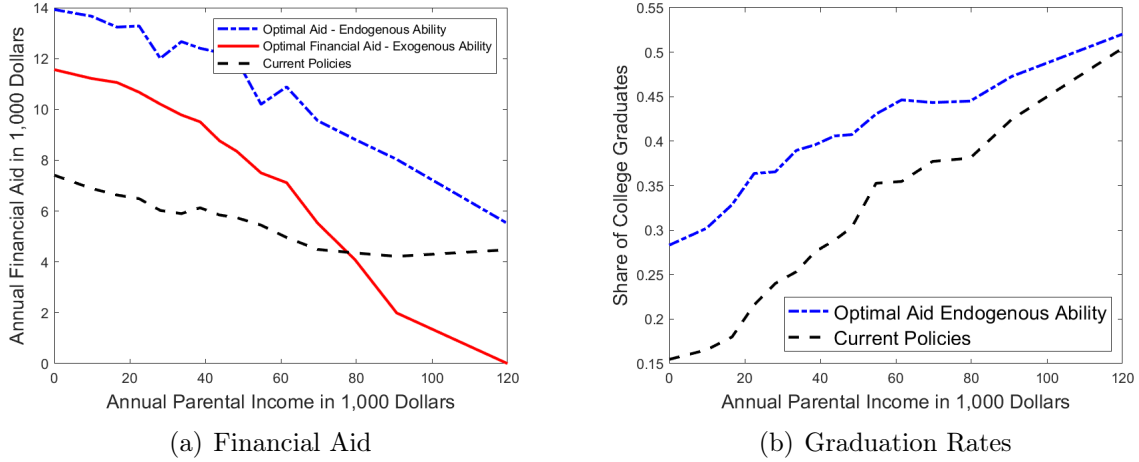 14
12
10
8
6
4
2
0
Annual Financial Aid in 1,000 Dollars
Optimal Aid - Endogenous Ability
Optimal Financial Aid - Exogenous Ability
Current Policies
0 20 40 60 80 100 120
Annual Parental Income in 1,000 Dollars
(a) Financial Aid
0.55
0.5
0.45
0.4
0.35
0.3
0.25
0.2
0.15
Share of College Graduates
Optimal Aid Endogenous Ability
Current Policies
0 20 40 60 80 100 120
Annual Parental Income in 1,000 Dollars
(b) Graduation Rates